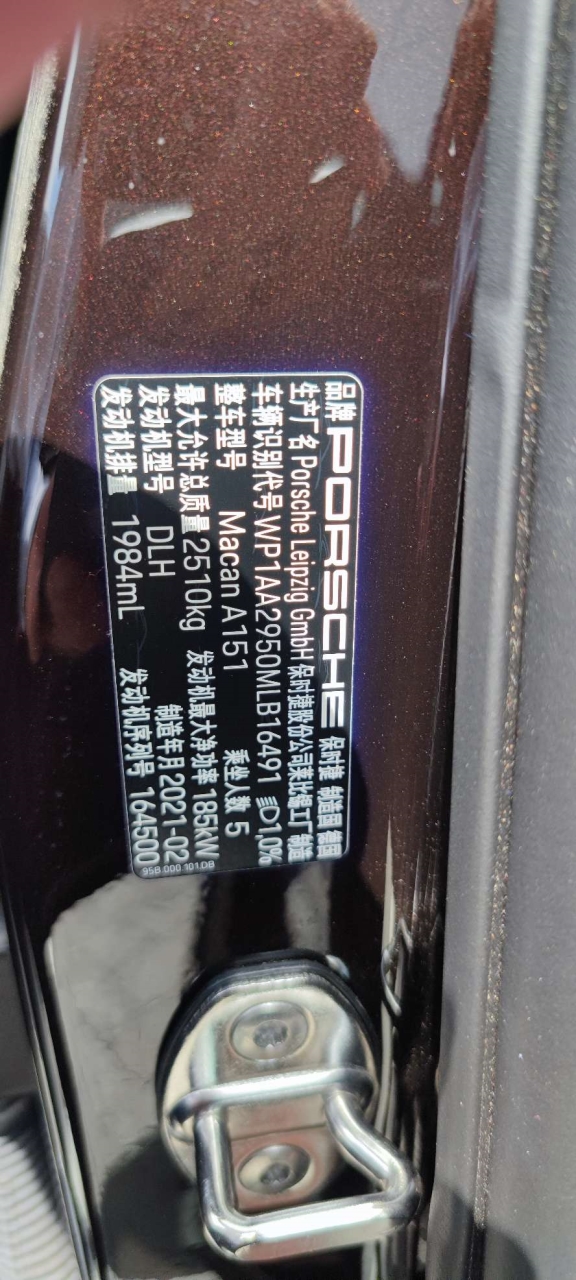 品牌 PORSCHE 保时捷 制造国 德国
生产厂名 Porsche Leipzig GmbH 保时捷股份公司莱比锡工厂 制造
车辆识别代号 WP1AA2950MLB16491 1,0%
整车型号 Macan A151 乘坐人数 5
最大允许总质量 2510kg 发动机最大净功率 185kW
发动机型号 DLH 制造年月 2021-02
发动机排量 1984mL 发动机序列号 164500
95B 000 101 DB